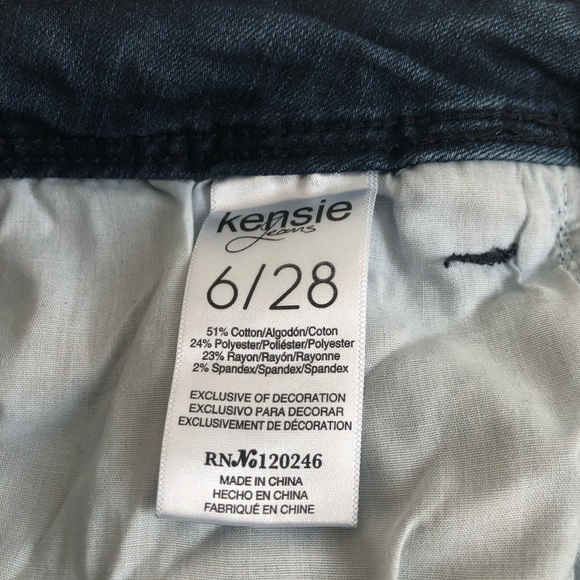 kensie
Jeans
6/28
51% Cotton/Algodón/Coton
24% Polyester/Poliéster/Polyester
23% Rayon/Rayón/Rayonne
2% Spandex/Spandex/Spandex
EXCLUSIVE OF DECORATION
EXCLUSIVO PARA DECORAR
EXCLUSIVEMENT DE DÉCORATION
RN№120246
MADE IN CHINA
HECHO EN CHINA
FABRIQUÉ EN CHINE